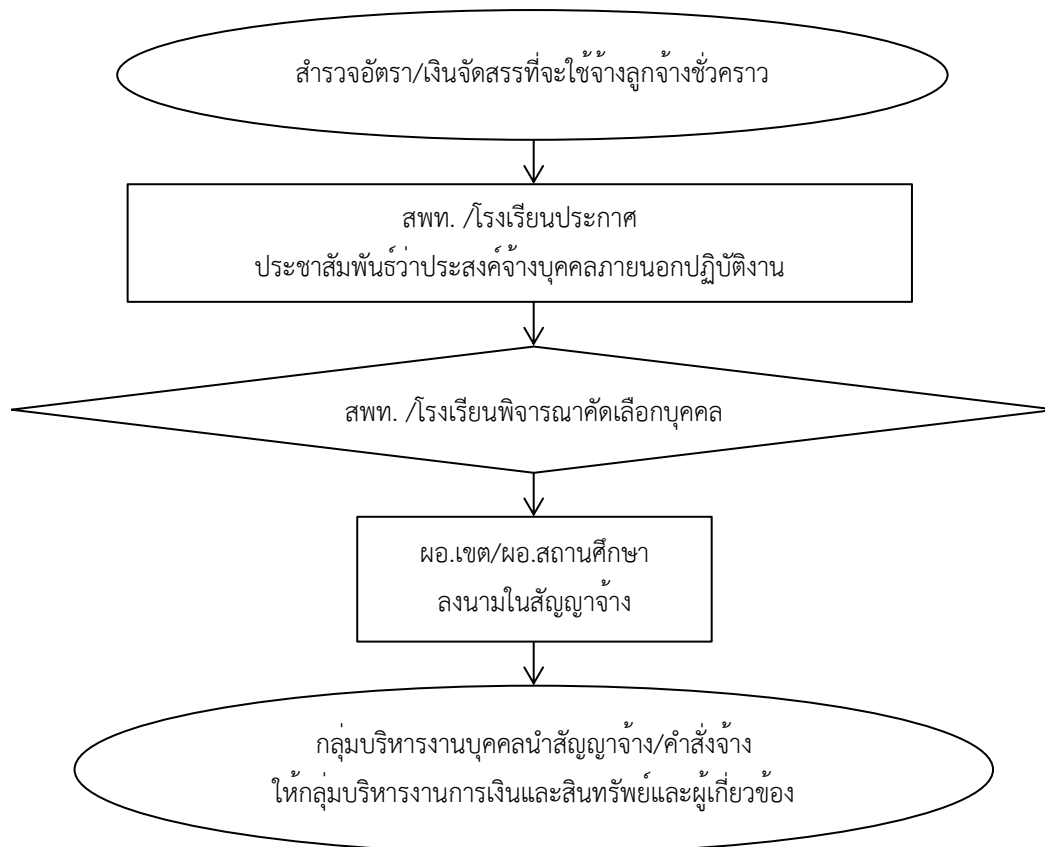 สำรวจอัตรา/เงินจัดสรรที่จะใช้จ้างลูกจ้างชั่วคราว
สพท. /โรงเรียนประกาศ
ประชาสัมพันธ์ว่าประสงค์จ้างบุคคลภายนอกปฏิบัติงาน
สพท. /โรงเรียนพิจารณาคัดเลือกบุคคล
ผอ.เขต/ผอ.สถานศึกษา
ลงนามในสัญญาจ้าง
กลุ่มบริหารงานบุคคลนำสัญญาจ้าง/คำสั่งจ้าง
ให้กลุ่มบริหารงานการเงินและสินทรัพย์และผู้เกี่ยวข้อง